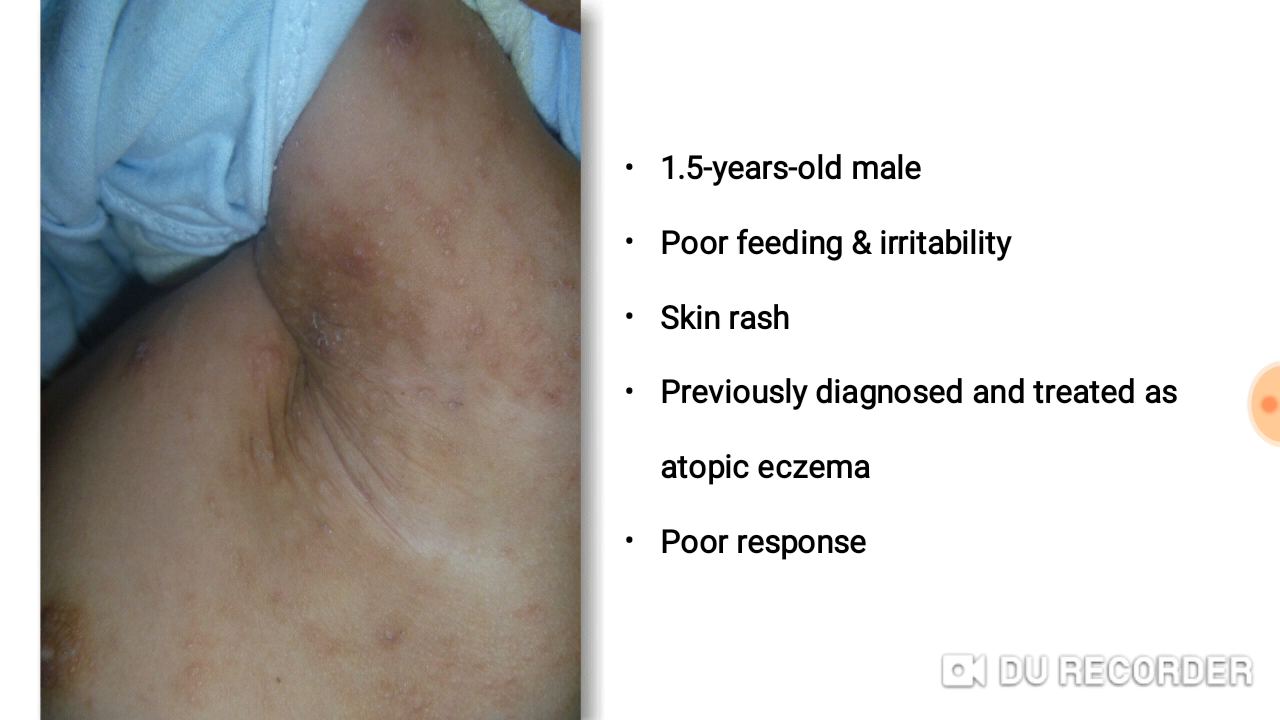 • 1.5-years-old male
• Poor feeding & irritability
• Skin rash
• Previously diagnosed and treated as
atopic eczema
• Poor response
DU RECORDER